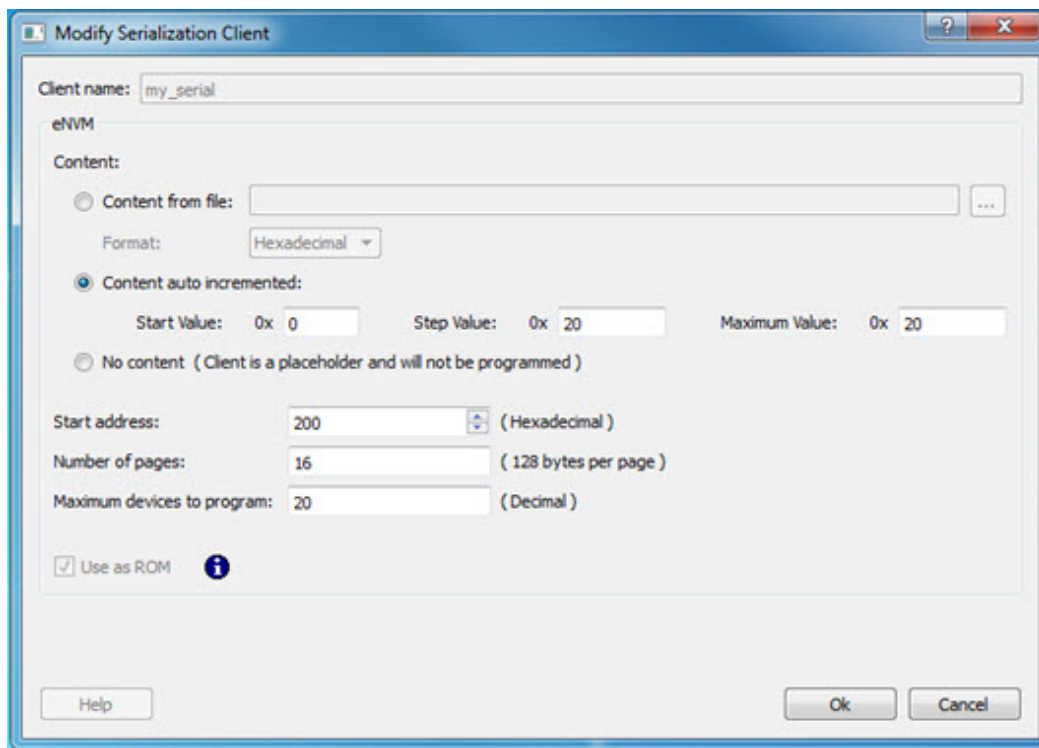 Modify Serialization Client
Client name: my_serial
eNVM
Content:
Content from file: ...
Format: Hexadecimal
Content auto incremented:
Start Value: 0x 0 Step Value: 0x 20 Maximum Value: 0x 20
No content ( Client is a placeholder and will not be programmed )
Start address: 200 ( Hexadecimal )
Number of pages: 16 ( 128 bytes per page )
Maximum devices to program: 20 ( Decimal )
Use as ROM i
Help Ok Cancel